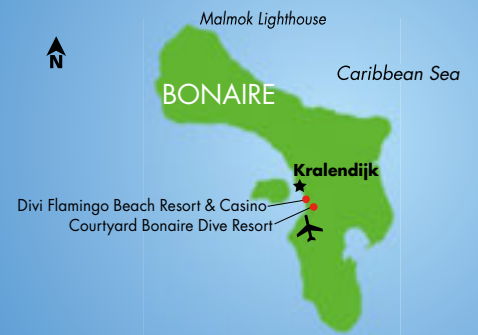 Malmok Lighthouse
N
Caribbean Sea
BONAIRE
Kralendijk
Divi Flamingo Beach Resort & Casino
Courtyard Bonaire Dive Resort